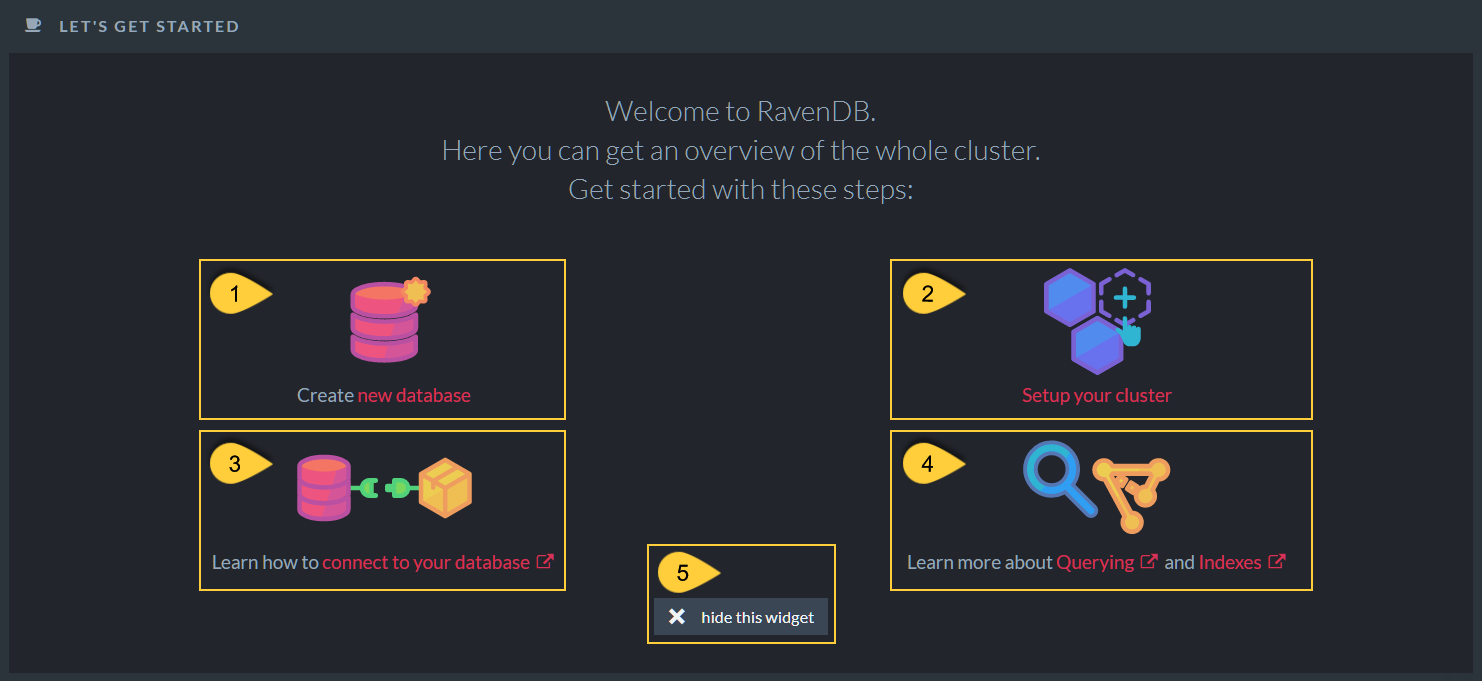 LET'S GET STARTED
Welcome to RavenDB.
Here you can get an overview of the whole cluster.
Get started with these steps:
1
Create new database
2
Setup your cluster
3
Learn how to connect to your database
4
Learn more about Querying and Indexes
5
hide this widget